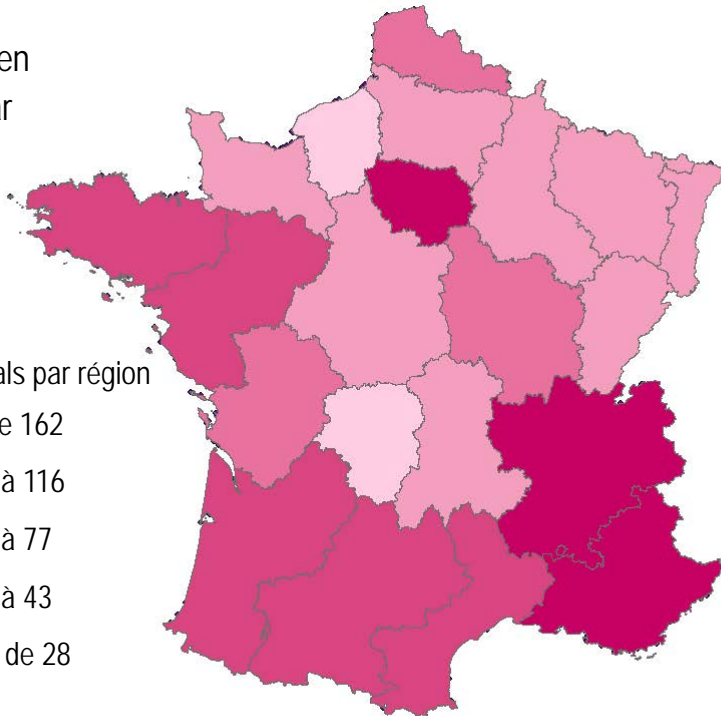 en
ar
als par région
e 162
à 116
à 77
à 43
de 28